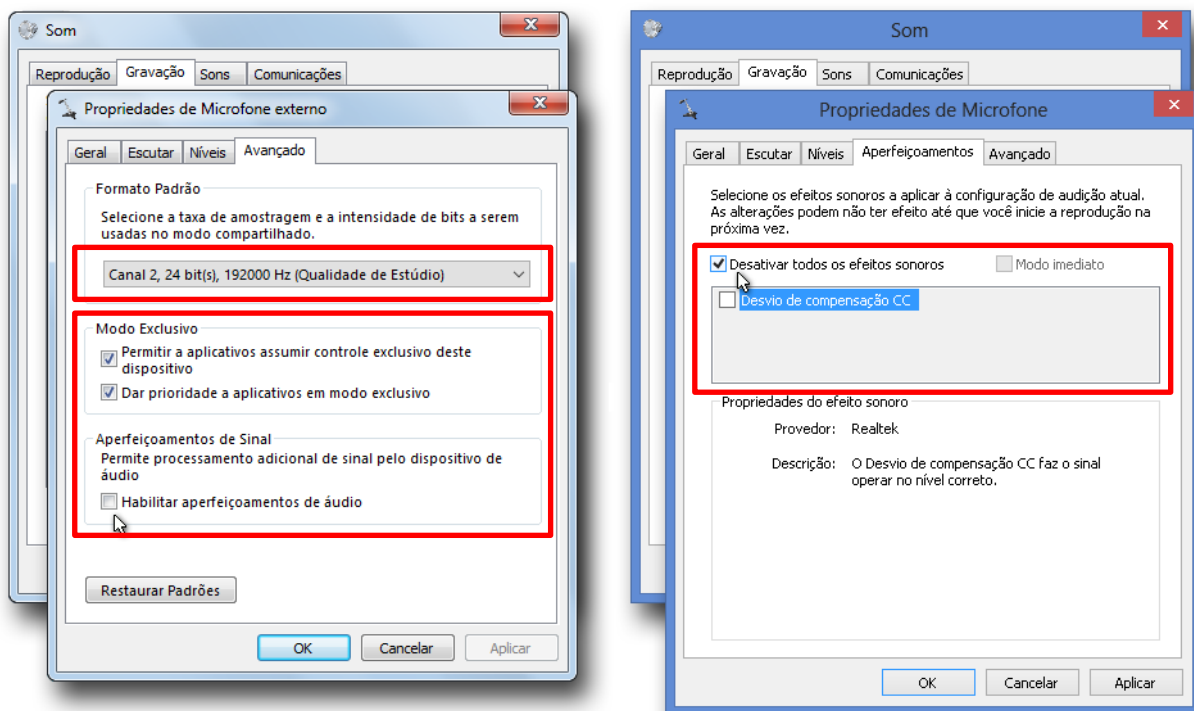 Som
Reprodução Gravação Sons Comunicações
Propriedades de Microfone externo
Geral Escutar Níveis Avançado
Formato Padrão
Selecione a taxa de amostragem e a intensidade de bits a serem
usadas no modo compartilhado.
Canal 2, 24 bit(s), 192000 Hz (Qualidade de Estúdio)
Modo Exclusivo
Permitir a aplicativos assumir controle exclusivo deste
dispositivo
Dar prioridade a aplicativos em modo exclusivo
Aperfeiçoamentos de Sinal
Permite processamento adicional de sinal pelo dispositivo de
áudio
Habilitar aperfeiçoamentos de áudio
Restaurar Padrões
OK Cancelar Aplicar
Som
Reprodução Gravação Sons Comunicações
Propriedades de Microfone
Geral Escutar Níveis Aperfeiçoamentos Avançado
Selecione os efeitos sonoros a aplicar à configuração de audição atual.
As alterações podem não ter efeito até que você inicie a reprodução na
próxima vez.
Desativar todos os efeitos sonoros Modo imediato
Desvio de compensação CC
Propriedades do efeito sonoro
Provedor: Realtek
Descrição: O Desvio de compensação CC faz o sinal
operar no nível correto.
OK Cancelar Aplicar